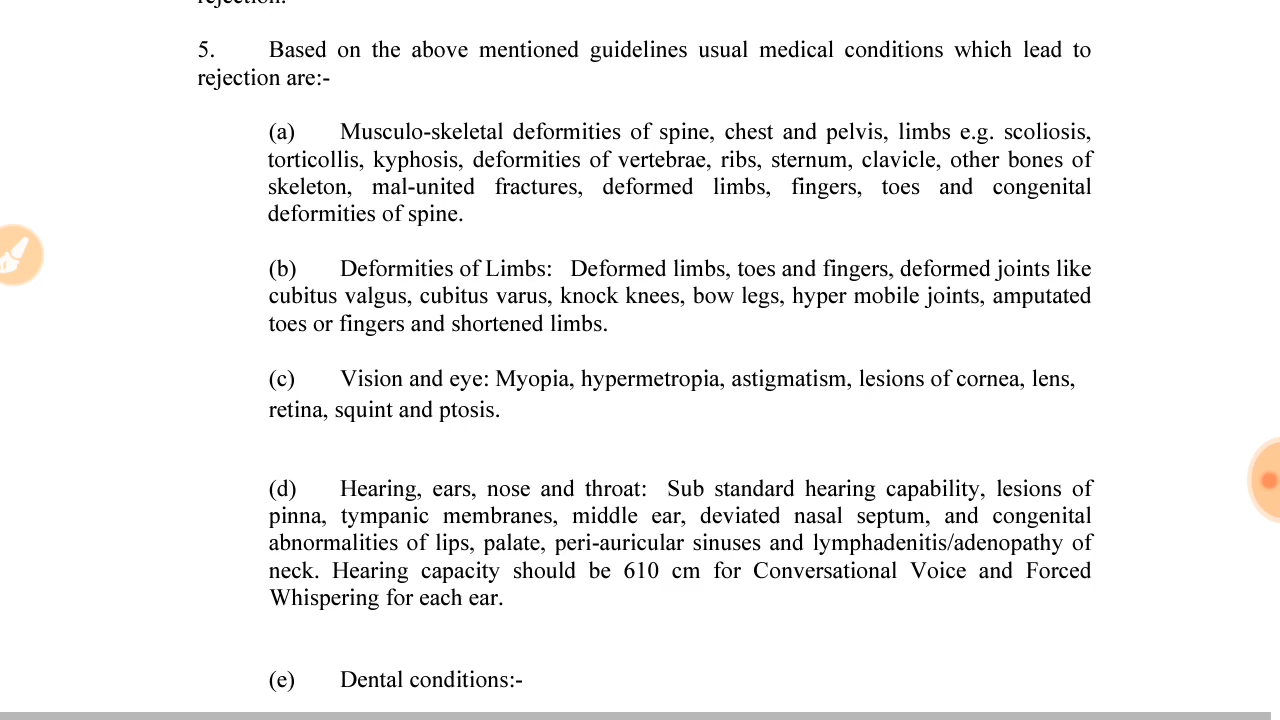 rejection.
5. Based on the above mentioned guidelines usual medical conditions which lead to
rejection are:-
(a) Musculo-skeletal deformities of spine, chest and pelvis, limbs e.g. scoliosis,
torticollis, kyphosis, deformities of vertebrae, ribs, sternum, clavicle, other bones of
skeleton, mal-united fractures, deformed limbs, fingers, toes and congenital
deformities of spine.
(b) Deformities of Limbs: Deformed limbs, toes and fingers, deformed joints like
cubitus valgus, cubitus varus, knock knees, bow legs, hyper mobile joints, amputated
toes or fingers and shortened limbs.
(c) Vision and eye: Myopia, hypermetropia, astigmatism, lesions of cornea, lens,
retina, squint and ptosis.
(d) Hearing, ears, nose and throat: Sub standard hearing capability, lesions of
pinna, tympanic membranes, middle ear, deviated nasal septum, and congenital
abnormalities of lips, palate, peri-auricular sinuses and lymphadenitis/adenopathy of
neck. Hearing capacity should be 610 cm for Conversational Voice and Forced
Whispering for each ear.
(e) Dental conditions:-